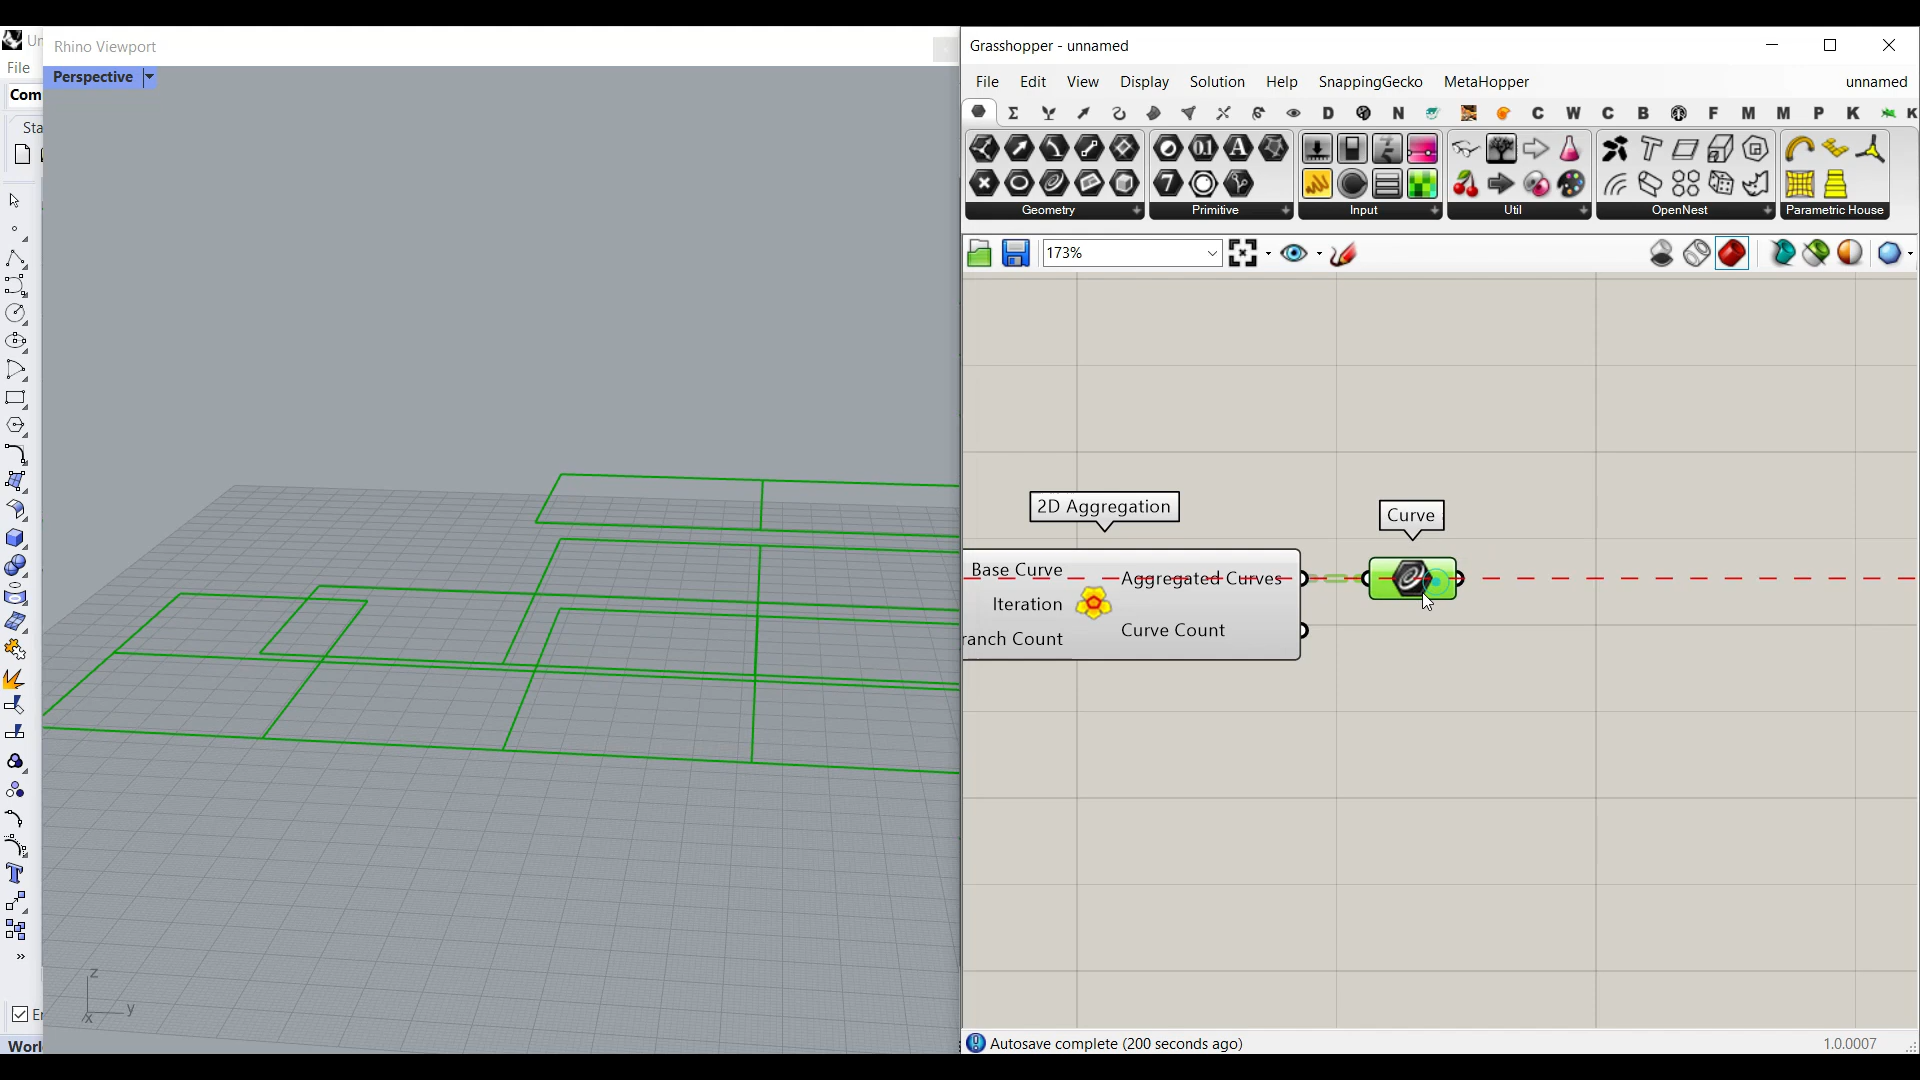 Rhino Viewport
Perspective
File
Com
Sta
Worl
z
y
x
Grasshopper - unnamed
File Edit View Display Solution Help SnappingGecko MetaHopper unnamed
D N C W C B F M M P K K
Geometry Primitive Input Util OpenNest Parametric House
173%
2D Aggregation
Curve
Base Curve
Aggregated Curves
Iteration
Curve Count
ranch Count
Autosave complete (200 seconds ago)
1.0.0007